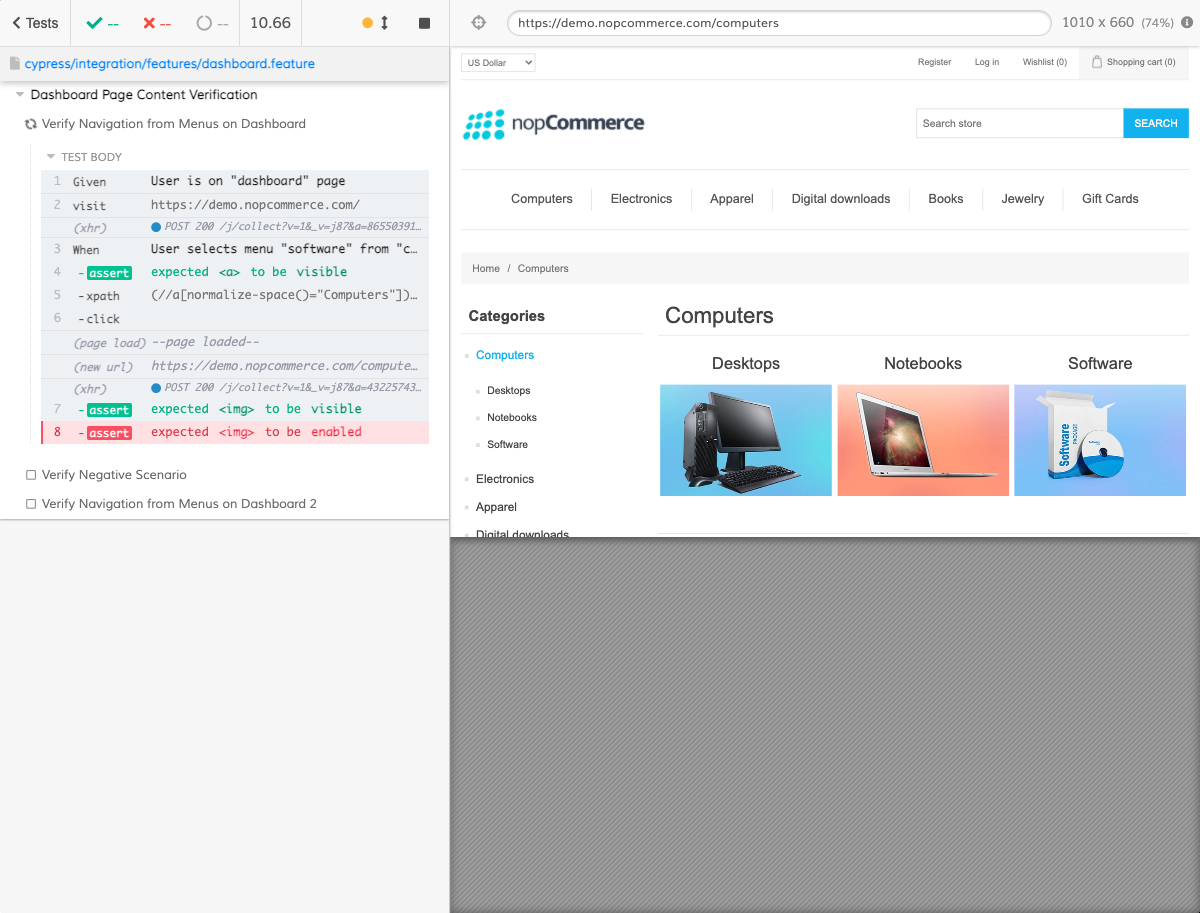 Tests -- -- -- 10.66
cypress/integration/features/dashboard.feature
Dashboard Page Content Verification
Verify Navigation from Menus on Dashboard
TEST BODY
1 Given User is on "dashboard" page
2 visit https://demo.nopcommerce.com/
(xhr) POST 200 /j/collect?v=1&_v=j87&a=86550391…
3 When User selects menu "software" from "c…
4 -assert expected <a> to be visible
5 -xpath (//a[normalize-space()="Computers"])…
6 -click
(page load) --page loaded--
(new url) https://demo.nopcommerce.com/compute…
(xhr) POST 200 /j/collect?v=1&_v=j87&a=43225743…
7 -assert expected <img> to be visible
8 -assert expected <img> to be enabled
Verify Negative Scenario
Verify Navigation from Menus on Dashboard 2
https://demo.nopcommerce.com/computers 1010 x 660 (74%)
US Dollar Register Log in Wishlist (0) Shopping cart (0)
nopCommerce Search store SEARCH
Computers Electronics Apparel Digital downloads Books Jewelry Gift Cards
Home / Computers
Categories
Computers
Desktops
Notebooks
Software
Electronics
Apparel
Digital downloads
Computers
Desktops Notebooks Software
Software
PACKAGE